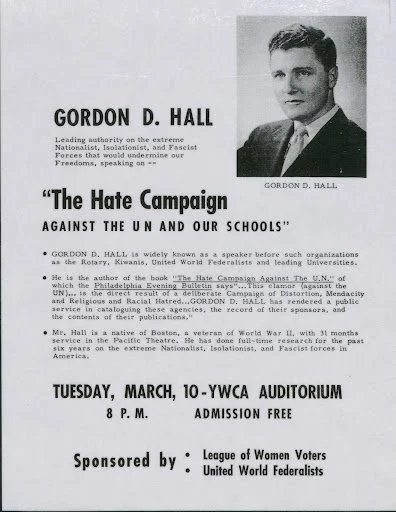 GORDON D. HALL
Leading authority on the extreme
Nationalist, Isolationist, and Fascist
Forces that would undermine our
Freedoms, speaking on --
GORDON D. HALL
"The Hate Campaign
AGAINST THE U N AND OUR SCHOOLS"
• GORDON D. HALL is widely known as a speaker before such organizations
as the Rotary, Kiwanis, United World Federalists and leading Universities.
• He is the author of the book "The Hate Campaign Against The U.N." of
which the Philadelphia Evening Bulletin says"...This clamor (against the
UN)... is the direct result of a deliberate Campaign of Distortion, Mendacity
and Religious and Racial Hatred...GORDON D. HALL has rendered a public
service in cataloguing these agencies, the record of their sponsors, and
the contents of their publications."
• Mr. Hall is a native of Boston, a veteran of World War II, with 31 months
service in the Pacific Theatre. He has done full-time research for the past
six years on the extreme Nationalist, Isolationist, and Fascist forces in
America.
TUESDAY, MARCH, 10-YWCA AUDITORIUM
8 P. M. ADMISSION FREE
Sponsored by • League of Women Voters
• United World Federalists